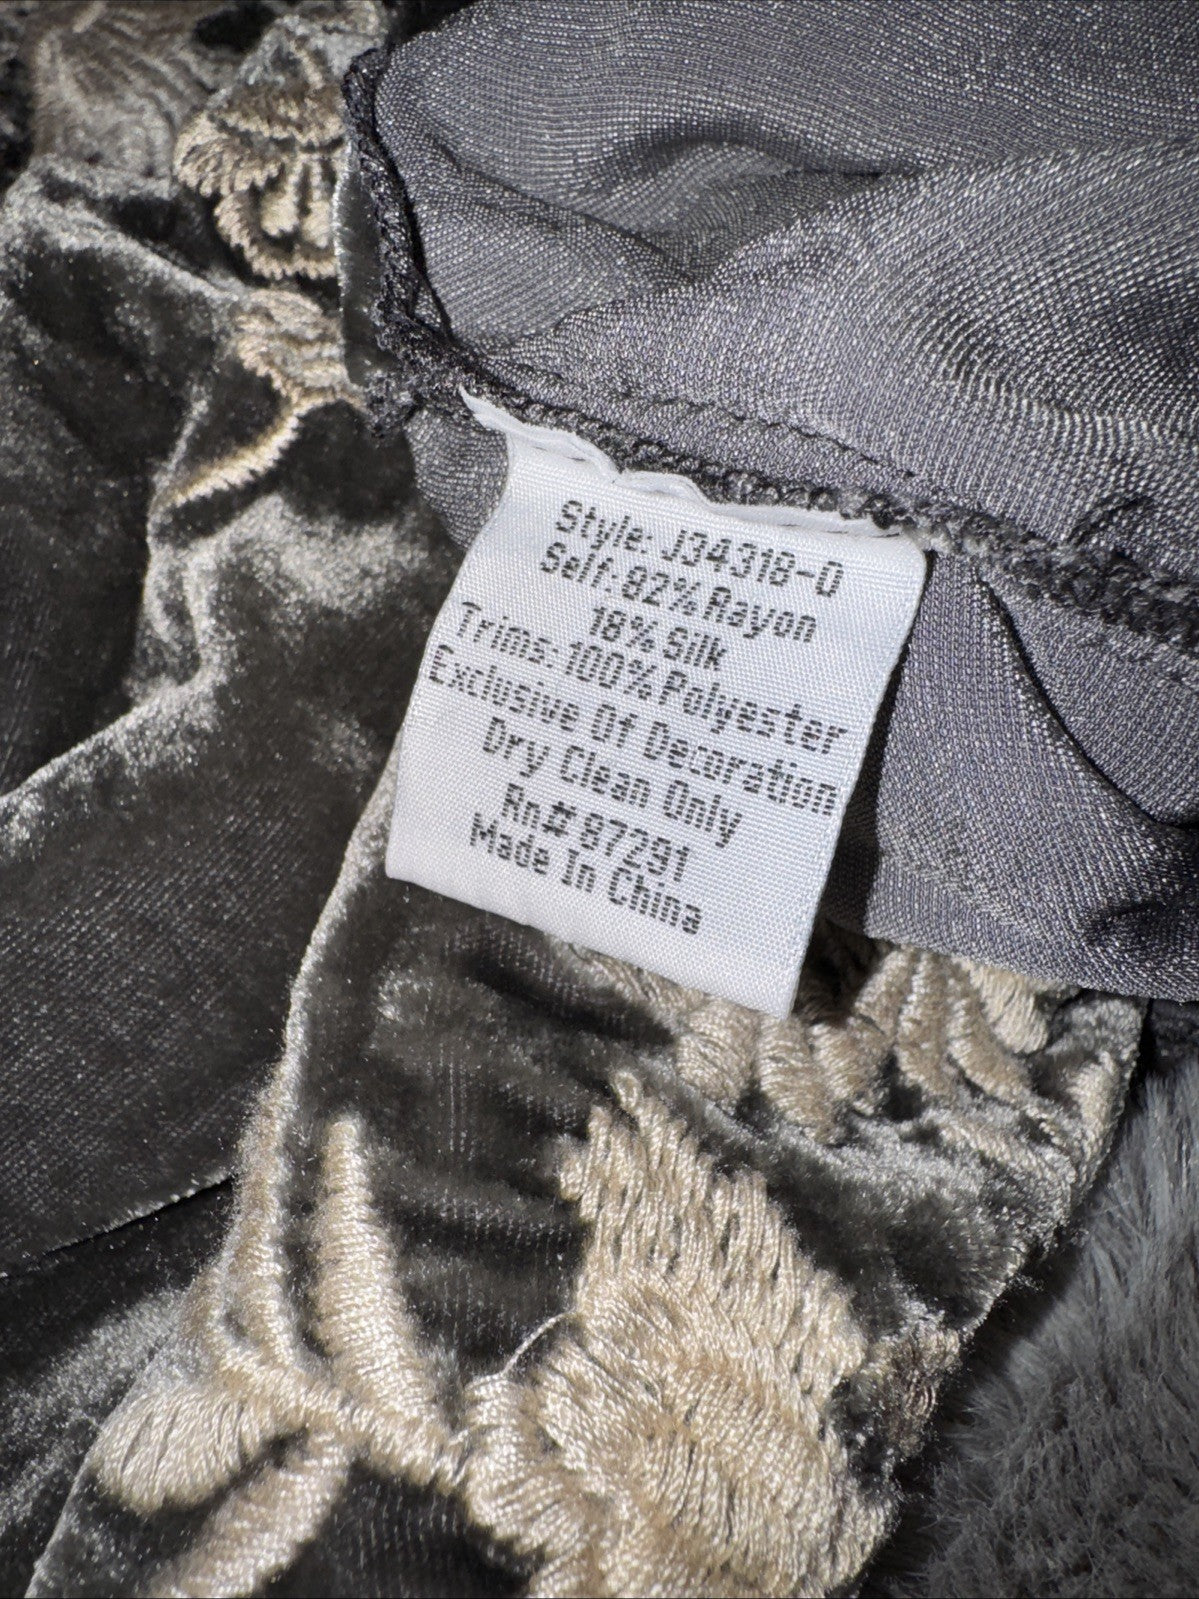 Style: J34318-O
Self: 82% Rayon
18% Silk
Trims: 100% Polyester
Exclusive Of Decoration
Dry Clean Only
Rn# 87291
Made In China